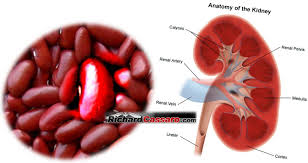 Anatomy of the Kidney
Calyces
Renal Pelvis
Renal Artery
Renal Vein
Medulla
Ureter
Cortex
RichardCassaro.com